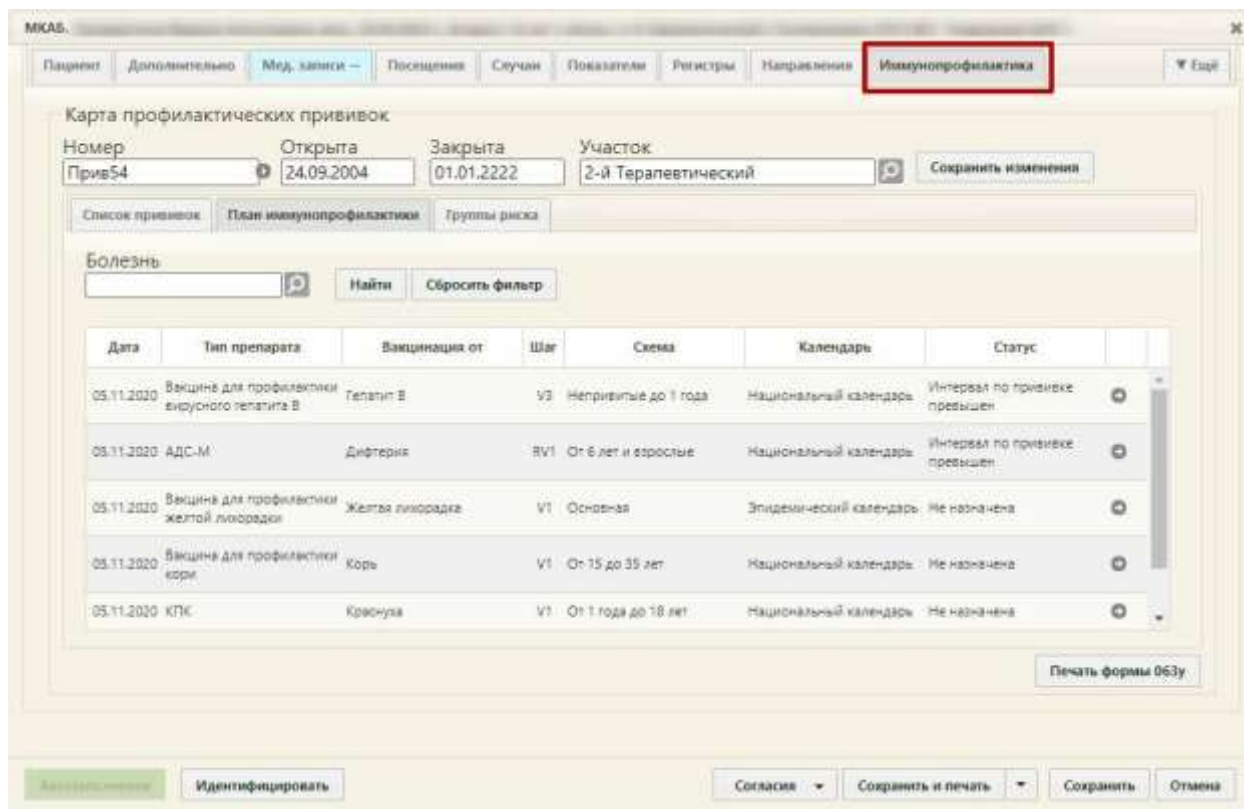 МКАБ.
Пациент Дополнительно Мед. записи — Посещения Случаи Показатели Регистры Направления Иммунопрофилактика Ещё
Карта профилактических прививок
Номер Открыта Закрыта Участок
Прив54 24.09.2004 01.01.2222 2-й Терапевтический Сохранить изменения
Список прививок План иммунопрофилактики Группы риска
Болезнь
Найти Сбросить фильтр
Дата Тип препарата Вакцинация от Шаг Схема Календарь Статус
05.11.2020 Вакцина для профилактики вирусного гепатита В Гепатит В V3 Непривитые до 1 года Национальный календарь Интервал по прививке превышен
05.11.2020 АДС-М Дифтерия RV1 От 6 лет и взрослые Национальный календарь Интервал по прививке превышен
05.11.2020 Вакцина для профилактики желтой лихорадки Желтая лихорадка V1 Основная Эпидемический календарь Не назначена
05.11.2020 Вакцина для профилактики кори Корь V1 От 15 до 35 лет Национальный календарь Не назначена
05.11.2020 КПК Краснуха V1 От 1 года до 18 лет Национальный календарь Не назначена
Печать формы 063у
Идентифицировать Согласия Сохранить и печать Сохранить Отмена